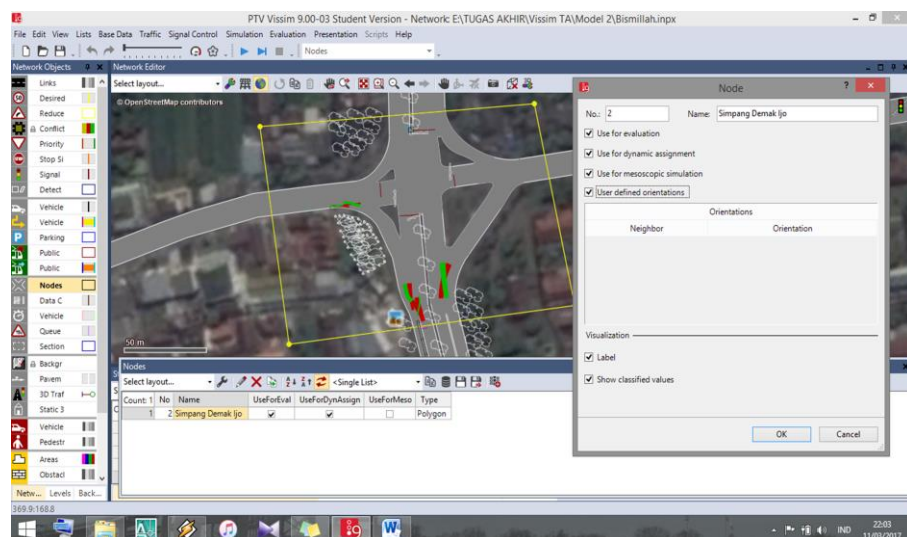 PTV Vissim 9.00-03 Student Version - Network: E:\TUGAS AKHIR\Vissim TA\Model 2\Bismillah.inpx
File Edit View Lists Base Data Traffic Signal Control Simulation Evaluation Presentation Scripts Help
Nodes
Network Objects
Network Editor
Select layout...
© OpenStreetMap contributors
Links
Desired
Reduce
Conflict
Priority
Stop Si
Signal
Detect
Vehicle
Vehicle
Parking
Public
Public
Nodes
Data C
Vehicle
Queue
Section
Backgr
Pavem
3D Traf
Static 3
Vehicle
Pedestr
Areas
Obstacl
Netw... Levels Back...
50 m
Nodes
Select layout...
<Single List>
Count: 1 No Name UseForEval UseForDynAssign UseForMeso Type
1 2 Simpang Demak Ijo Polygon
Node
No.: 2 Name: Simpang Demak Ijo
Use for evaluation
Use for dynamic assignment
Use for mesoscopic simulation
User defined orientations
Orientations
Neighbor Orientation
Visualization
Label
Show classified values
OK Cancel
369.9:168.8
IND
22:03
11/03/2017